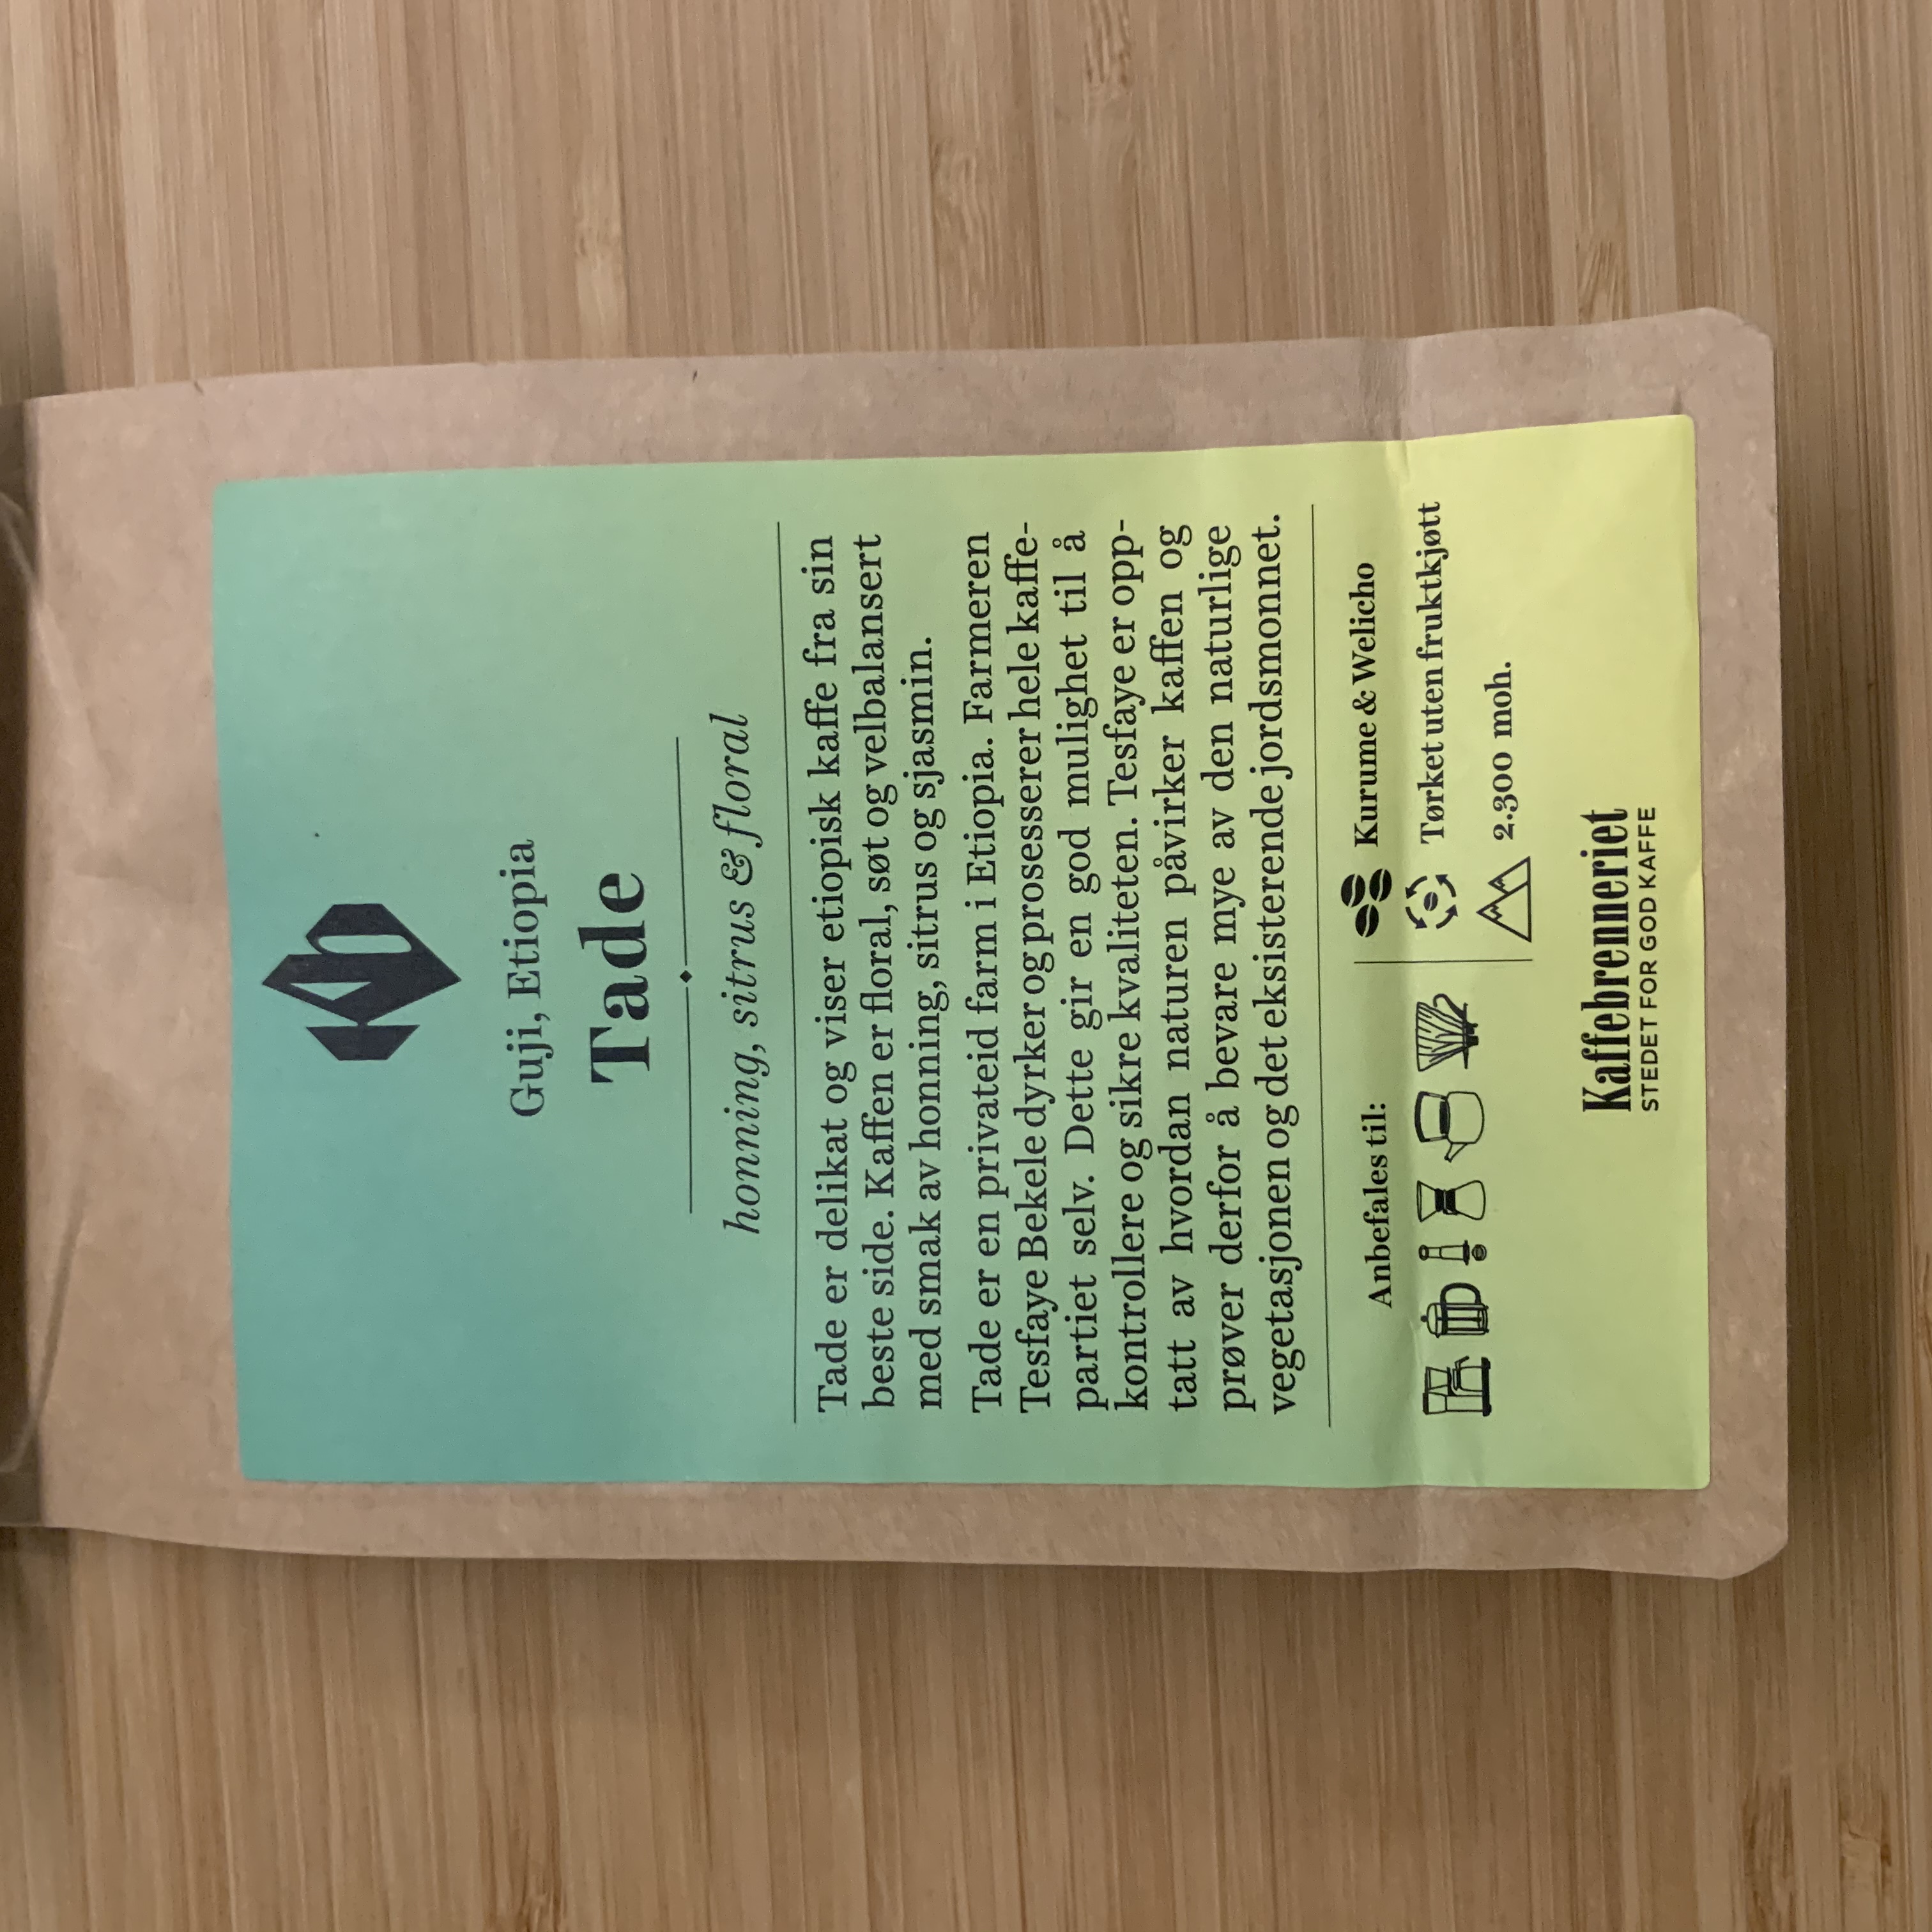 Kb
Guji, Etiopia
Tade
honning, sitrus & floral
Tade er delikat og viser etiopisk kaffe fra sin
beste side. Kaffen er floral, søt og velbalansert
med smak av honning, sitrus og sjasmin.
Tade er en privateid farm i Etiopia. Farmeren
Tesfaye Bekele dyrker og prosesserer hele kaffe-
partiet selv. Dette gir en god mulighet til å
kontrollere og sikre kvaliteten. Tesfaye er opp-
tatt av hvordan naturen påvirker kaffen og
prøver derfor å bevare mye av den naturlige
vegetasjonen og det eksisterende jordsmonnet.
Anbefales til:
Kurume & Welicho
Tørket uten fruktkjøtt
2.300 moh.
Kaffebrenneriet
STEDET FOR GOD KAFFE